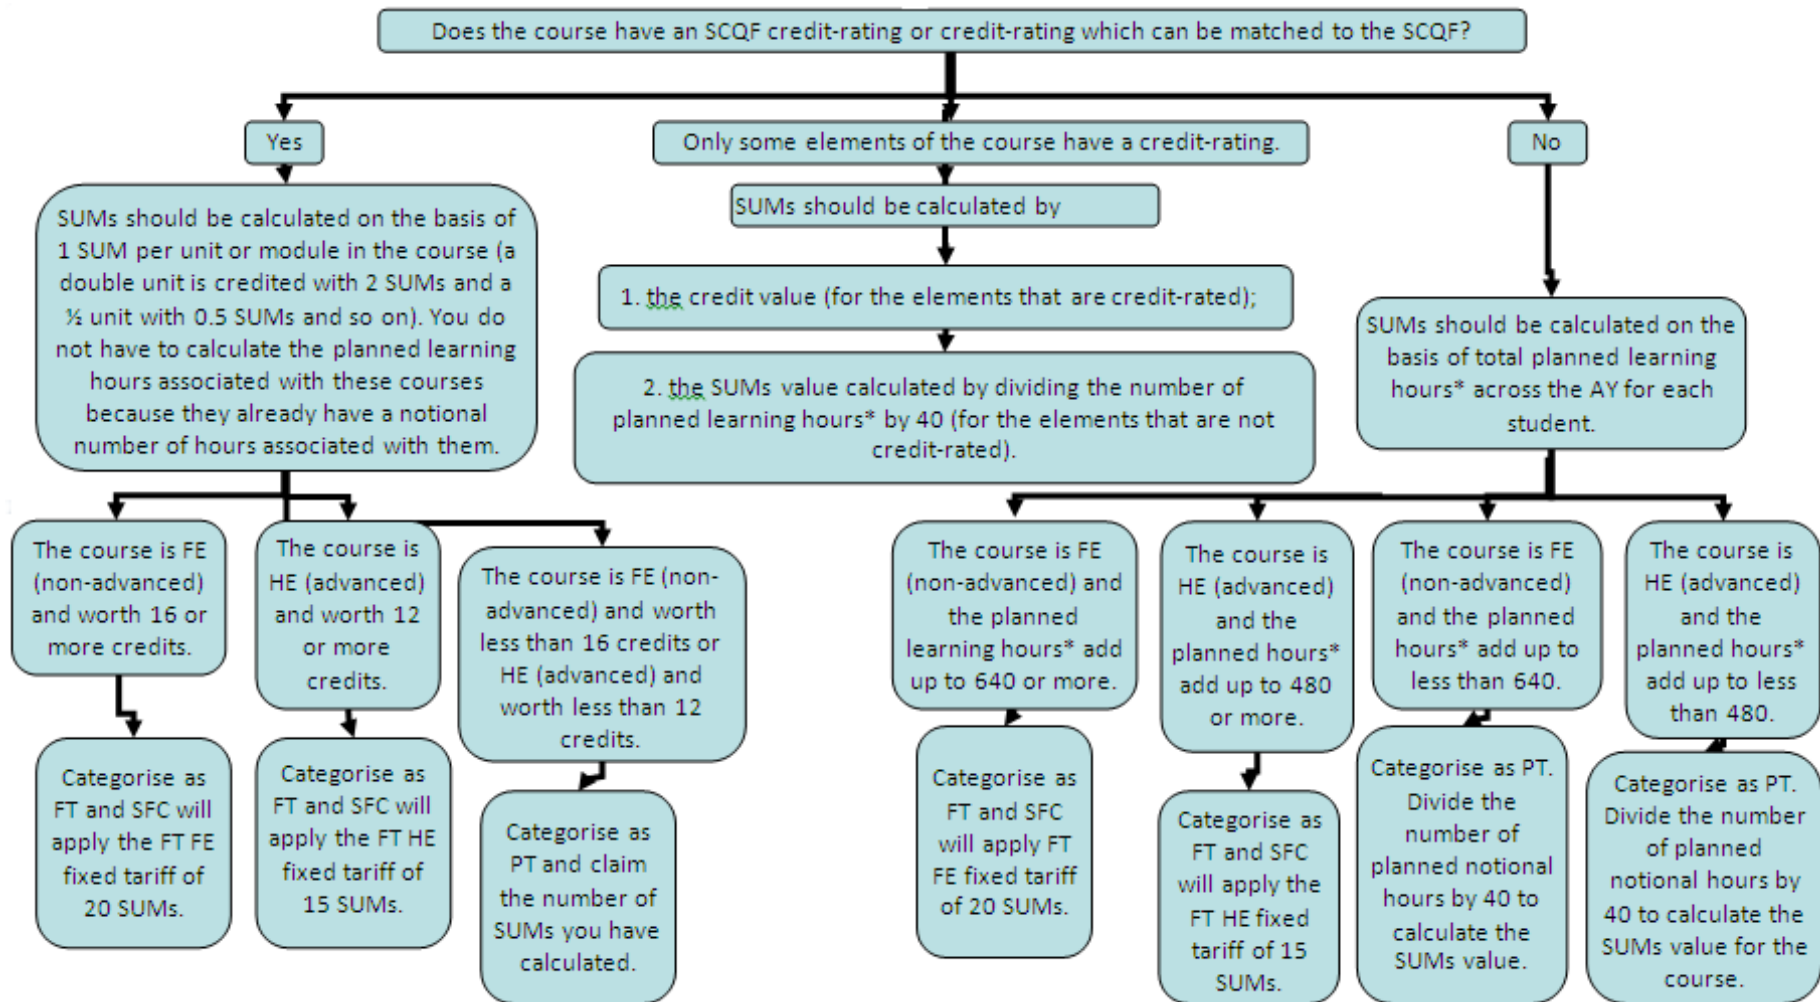 Does the course have an SCQF credit-rating or credit-rating which can be matched to the SCQF?
Yes
Only some elements of the course have a credit-rating.
No
SUMs should be calculated on the basis of
1 SUM per unit or module in the course (a
double unit is credited with 2 SUMs and a
½ unit with 0.5 SUMs and so on). You do
not have to calculate the planned learning
hours associated with these courses
because they already have a notional
number of hours associated with them.
SUMs should be calculated by
1. the credit value (for the elements that are credit-rated);
2. the SUMs value calculated by dividing the number of
planned learning hours* by 40 (for the elements that are not
credit-rated).
SUMs should be calculated on the
basis of total planned learning
hours* across the AY for each
student.
The course is FE
(non-advanced)
and worth 16 or
more credits.
The course is
HE (advanced)
and worth 12
or more
credits.
The course is FE (non-
advanced) and worth
less than 16 credits or
HE (advanced) and
worth less than 12
credits.
The course is FE
(non-advanced) and
the planned
learning hours* add
up to 640 or more.
The course is
HE (advanced)
and the
planned hours*
add up to 480
or more.
The course is FE
(non-advanced)
and the planned
hours* add up to
less than 640.
The course is
HE (advanced)
and the
planned hours*
add up to less
than 480.
Categorise as
FT and SFC will
apply the FT FE
fixed tariff of
20 SUMs.
Categorise as
FT and SFC will
apply the FT HE
fixed tariff of
15 SUMs.
Categorise as
PT and claim
the number of
SUMs you have
calculated.
Categorise as
FT and SFC
will apply FT
FE fixed tariff
of 20 SUMs.
Categorise as
FT and SFC
will apply the
FT HE fixed
tariff of 15
SUMs.
Categorise as PT.
Divide the
number of
planned notional
hours by 40 to
calculate the
SUMs value.
Categorise as PT.
Divide the number
of planned
notional hours by
40 to calculate the
SUMs value for the
course.